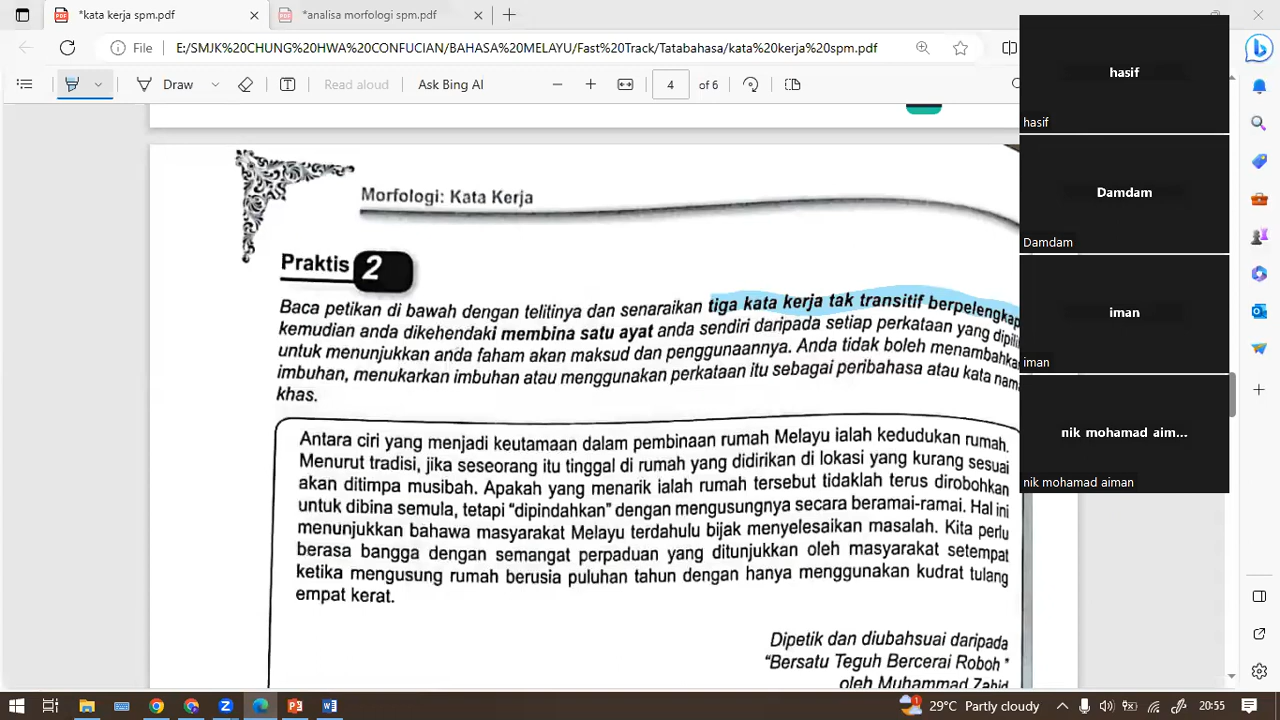 *kata kerja spm.pdf
*analisa morfologi spm.pdf
File E:/SMJK%20CHUNG%20HWA%20CONFUCIAN/BAHASA%20MELAYU/Fast%20Track/Tatabahasa/kata%20kerja%20spm.pdf
Draw Read aloud Ask Bing AI 4 of 6
Morfologi: Kata Kerja
Praktis 2
Baca petikan di bawah dengan telitinya dan senaraikan tiga kata kerja tak transitif berpelengkap
kemudian anda dikehendaki membina satu ayat anda sendiri daripada setiap perkataan yang dipili
untuk menunjukkan anda faham akan maksud dan penggunaannya. Anda tidak boleh menambahkan
imbuhan, menukarkan imbuhan atau menggunakan perkataan itu sebagai peribahasa atau kata nama
khas.
Antara ciri yang menjadi keutamaan dalam pembinaan rumah Melayu ialah kedudukan rumah.
Menurut tradisi, jika seseorang itu tinggal di rumah yang didirikan di lokasi yang kurang sesuai
akan ditimpa musibah. Apakah yang menarik ialah rumah tersebut tidaklah terus dirobohkan
untuk dibina semula, tetapi “dipindahkan” dengan mengusungnya secara beramai-ramai. Hal ini
menunjukkan bahawa masyarakat Melayu terdahulu bijak menyelesaikan masalah. Kita perlu
berasa bangga dengan semangat perpaduan yang ditunjukkan oleh masyarakat setempat
ketika mengusung rumah berusia puluhan tahun dengan hanya menggunakan kudrat tulang
empat kerat.
Dipetik dan diubahsuai daripada
“Bersatu Teguh Bercerai Roboh”
oleh Muhammad Zahid
hasif
hasif
Damdam
Damdam
iman
iman
nik mohamad aim...
nik mohamad aiman
29°C Partly cloudy
20:55